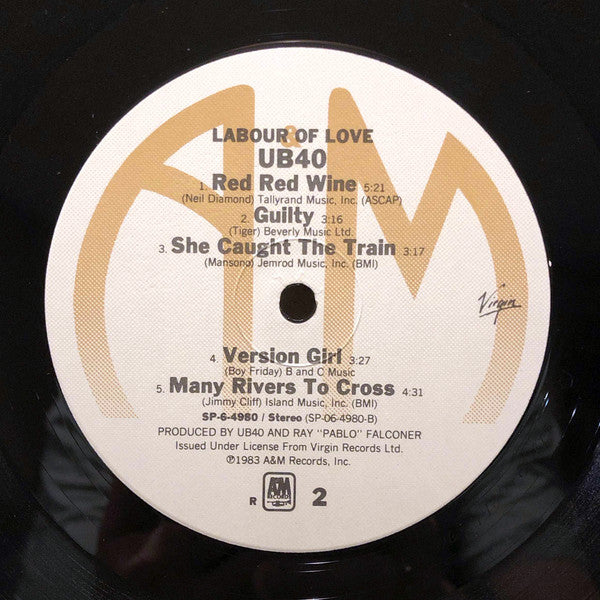 LABOUR OF LOVE
UB40
1. Red Red Wine 5:21
(Neil Diamond) Tallyrand Music, Inc. (ASCAP)
2. Guilty 3:16
(Tiger) Beverly Music Ltd.
3. She Caught The Train 3:17
(Mansono) Jemrod Music, Inc. (BMI)
Virgin
4. Version Girl 3:27
(Boy Friday) B and C Music
5. Many Rivers To Cross 4:31
(Jimmy Cliff) Island Music, Inc. (BMI)
SP-6-4980 / Stereo (SP-06-4980-B)
PRODUCED BY UB40 AND RAY "PABLO" FALCONER
Issued Under License From Virgin Records Ltd.
℗1983 A&M Records, Inc.
R A&M RECORDS 2
A&M